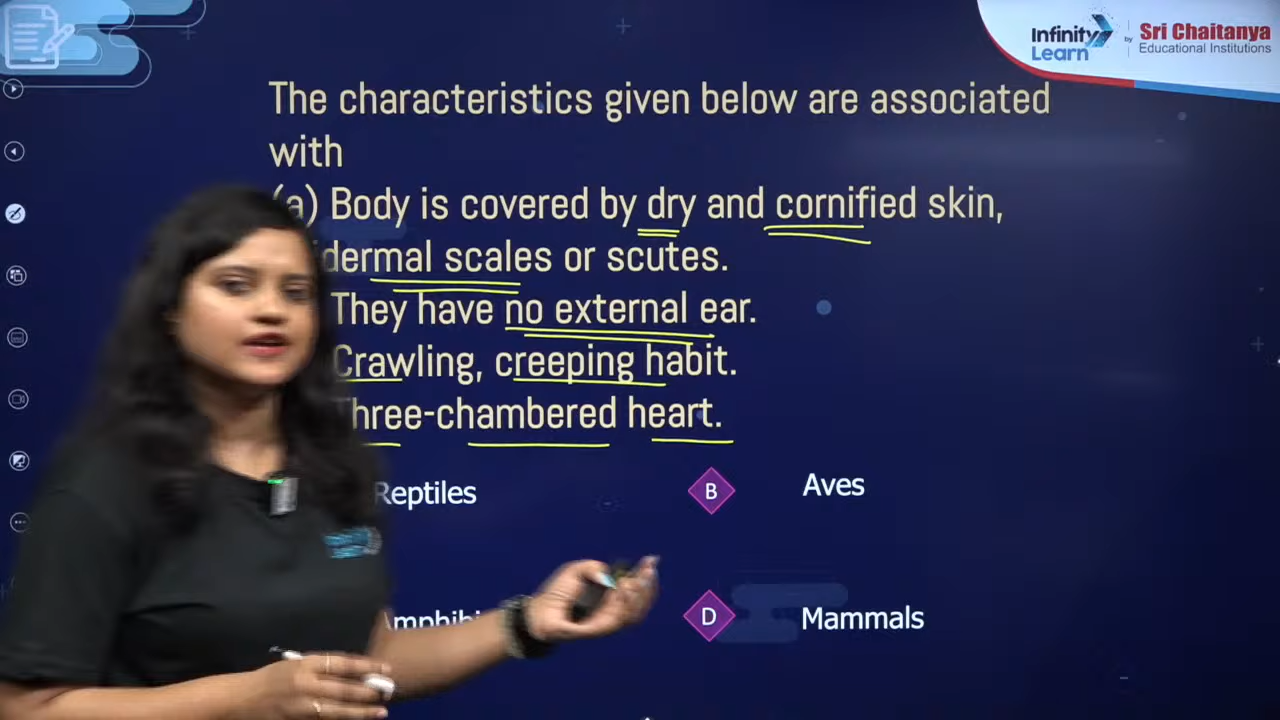 Infinity Learn by Sri Chaitanya Educational Institutions
The characteristics given below are associated
with
(a) Body is covered by dry and cornified skin,
scales or scutes.
They have no external ear.
Crawling, creeping habit.
chambered heart.
Reptiles
B Aves
D Mammals